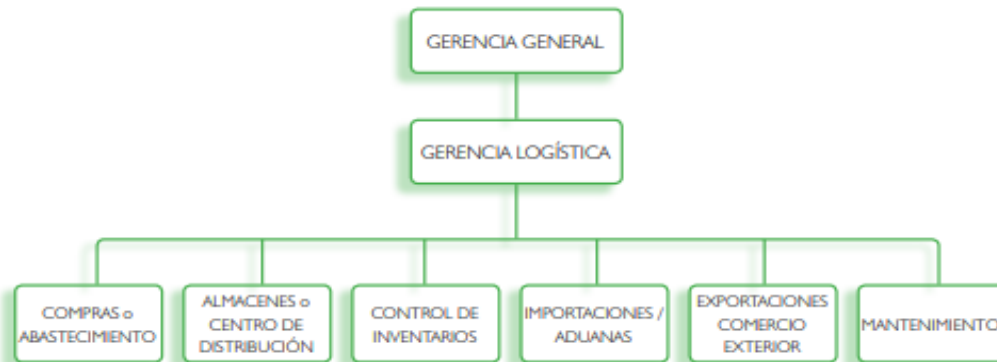 GERENCIA GENERAL
GERENCIA LOGÍSTICA
COMPRAS o
ABASTECIMIENTO
ALMACENES o
CENTRO DE
DISTRIBUCIÓN
CONTROL DE
INVENTARIOS
IMPORTACIONES /
ADUANAS
EXPORTACIONES
COMERCIO
EXTERIOR
MANTENIMIENTO